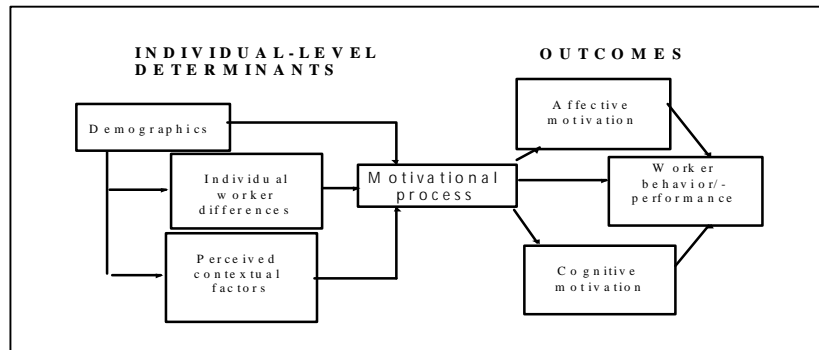 INDIVIDUAL-LEVEL
DETERMINANTS
OUTCOMES
Demographics
Individual
worker
differences
Perceived
contextual
factors
Motivational
process
Affective
motivation
Worker
behavior/-
performance
Cognitive
motivation